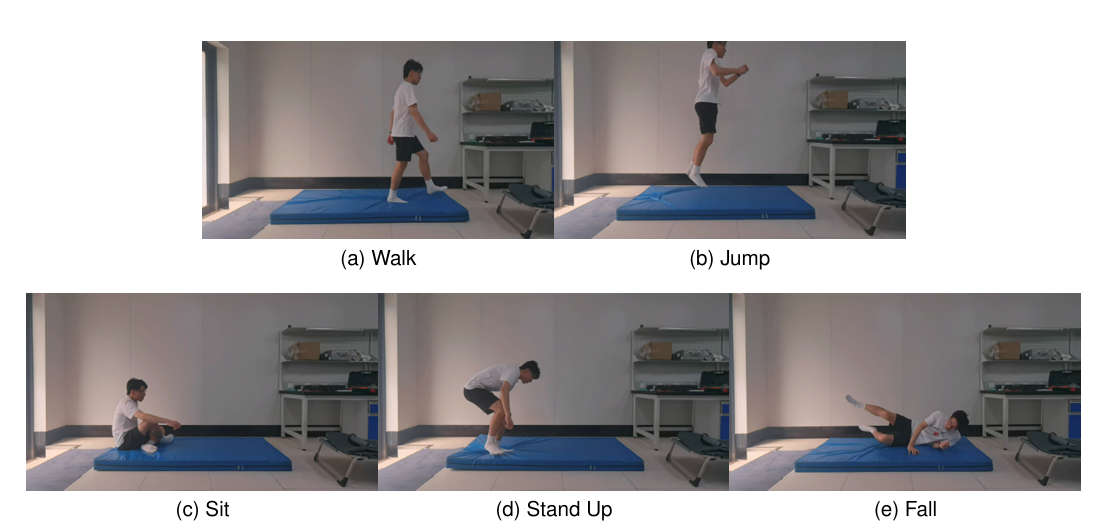 (a) Walk
(b) Jump
(c) Sit
(d) Stand Up
(e) Fall